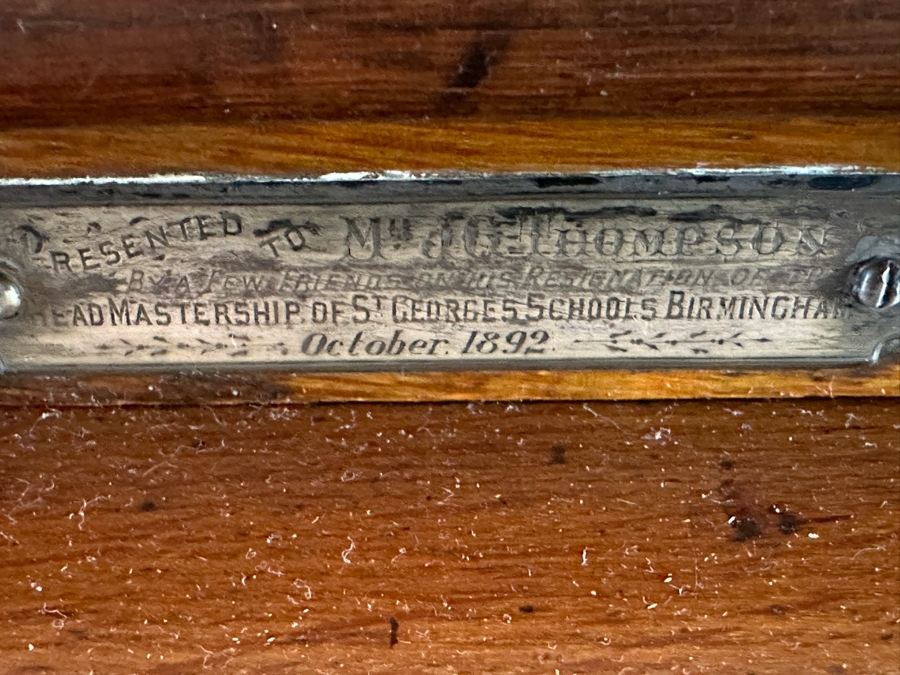 PRESENTED TO Mr J.G. THOMPSON
BY A FEW FRIENDS ON HIS RESIGNATION OF THE
HEAD MASTERSHIP OF ST GEORGES SCHOOLS BIRMINGHAM
October. 1892.